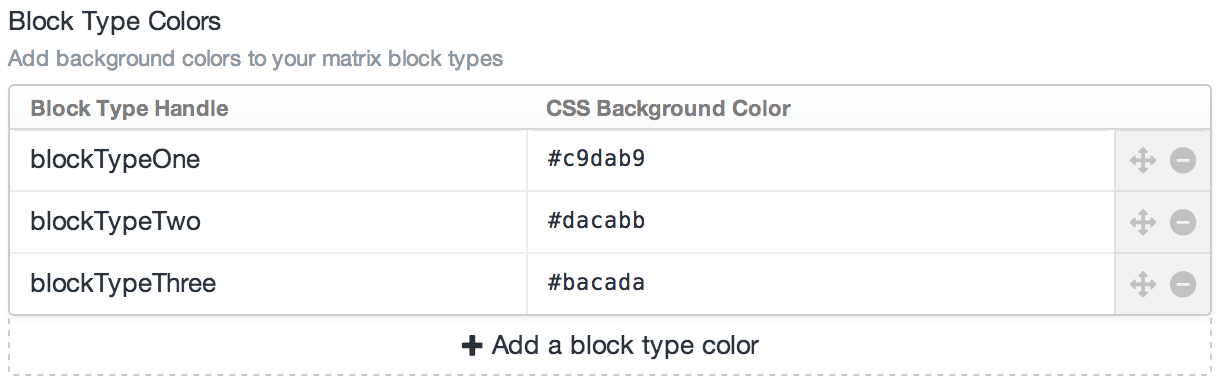 Block Type Colors
Add background colors to your matrix block types
Block Type Handle CSS Background Color
blockTypeOne #c9dab9
blockTypeTwo #dacabb
blockTypeThree #bacada
Add a block type color